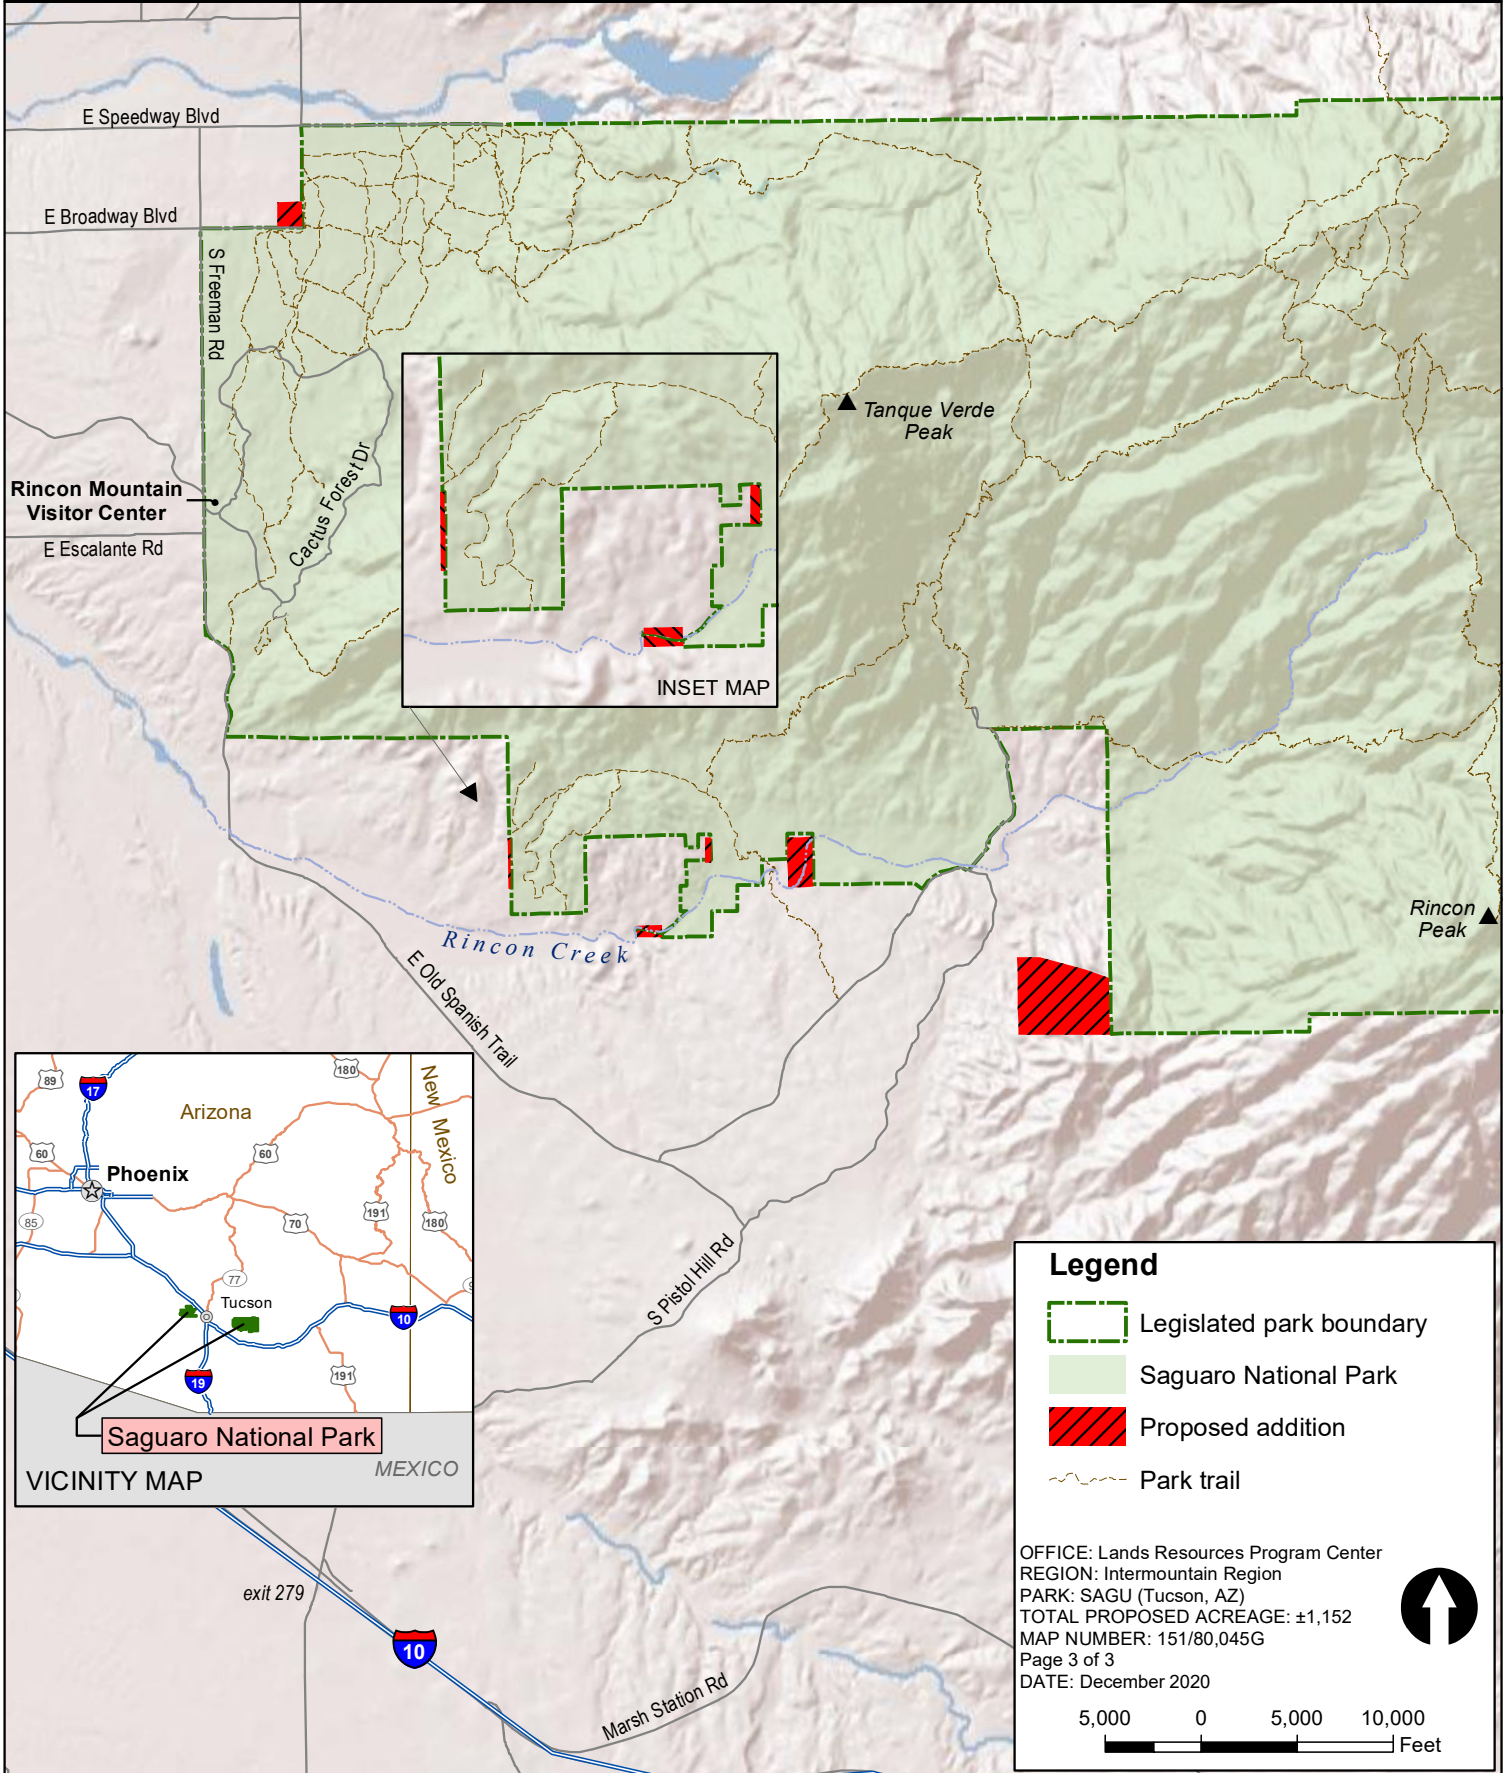 E Speedway Blvd
E Broadway Blvd
S Freeman Rd
Tanque Verde
Peak
Rincon Mountain
Visitor Center
Cactus Forest Dr
E Escalante Rd
INSET MAP
Rincon
Peak
Rincon Creek
E Old Spanish Trail
S Pistol Hill Rd
89
17
180
Arizona
New Mexico
60
60
Phoenix
85
70
191
180
77
Tucson
10
19
191
Saguaro National Park
MEXICO
VICINITY MAP
exit 279
10
Marsh Station Rd
Legend
Legislated park boundary
Saguaro National Park
Proposed addition
Park trail
OFFICE: Lands Resources Program Center
REGION: Intermountain Region
PARK: SAGU (Tucson, AZ)
TOTAL PROPOSED ACREAGE: ±1,152
MAP NUMBER: 151/80,045G
Page 3 of 3
DATE: December 2020
5,000 0 5,000 10,000
Feet